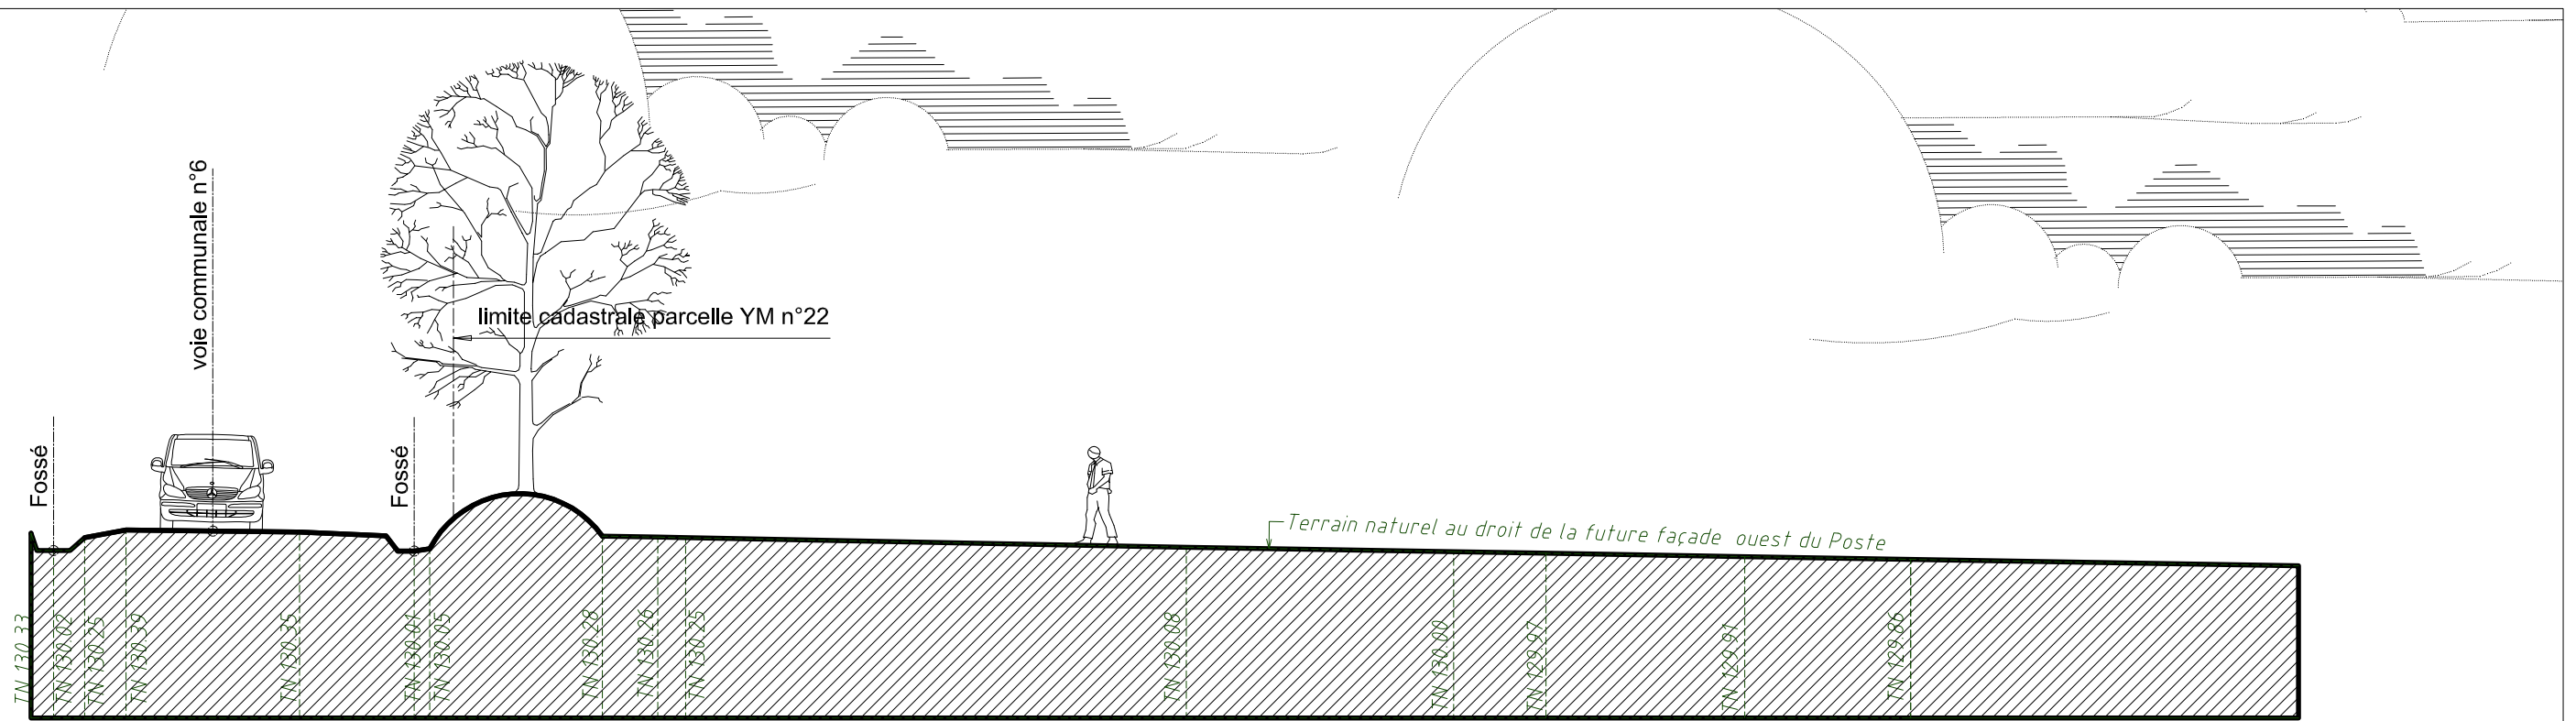 voie communale n°6
limite cadastrale parcelle YM n°22
Fossé
Fossé
Terrain naturel au droit de la future façade ouest du Poste
TN 130.33
TN 130.02
TN 130.25
TN 130.39
TN 130.35
TN 130.01
TN 130.05
TN 130.28
TN 130.26
TN 130.25
TN 130.08
TN 130.00
TN 129.97
TN 129.91
TN 129.86